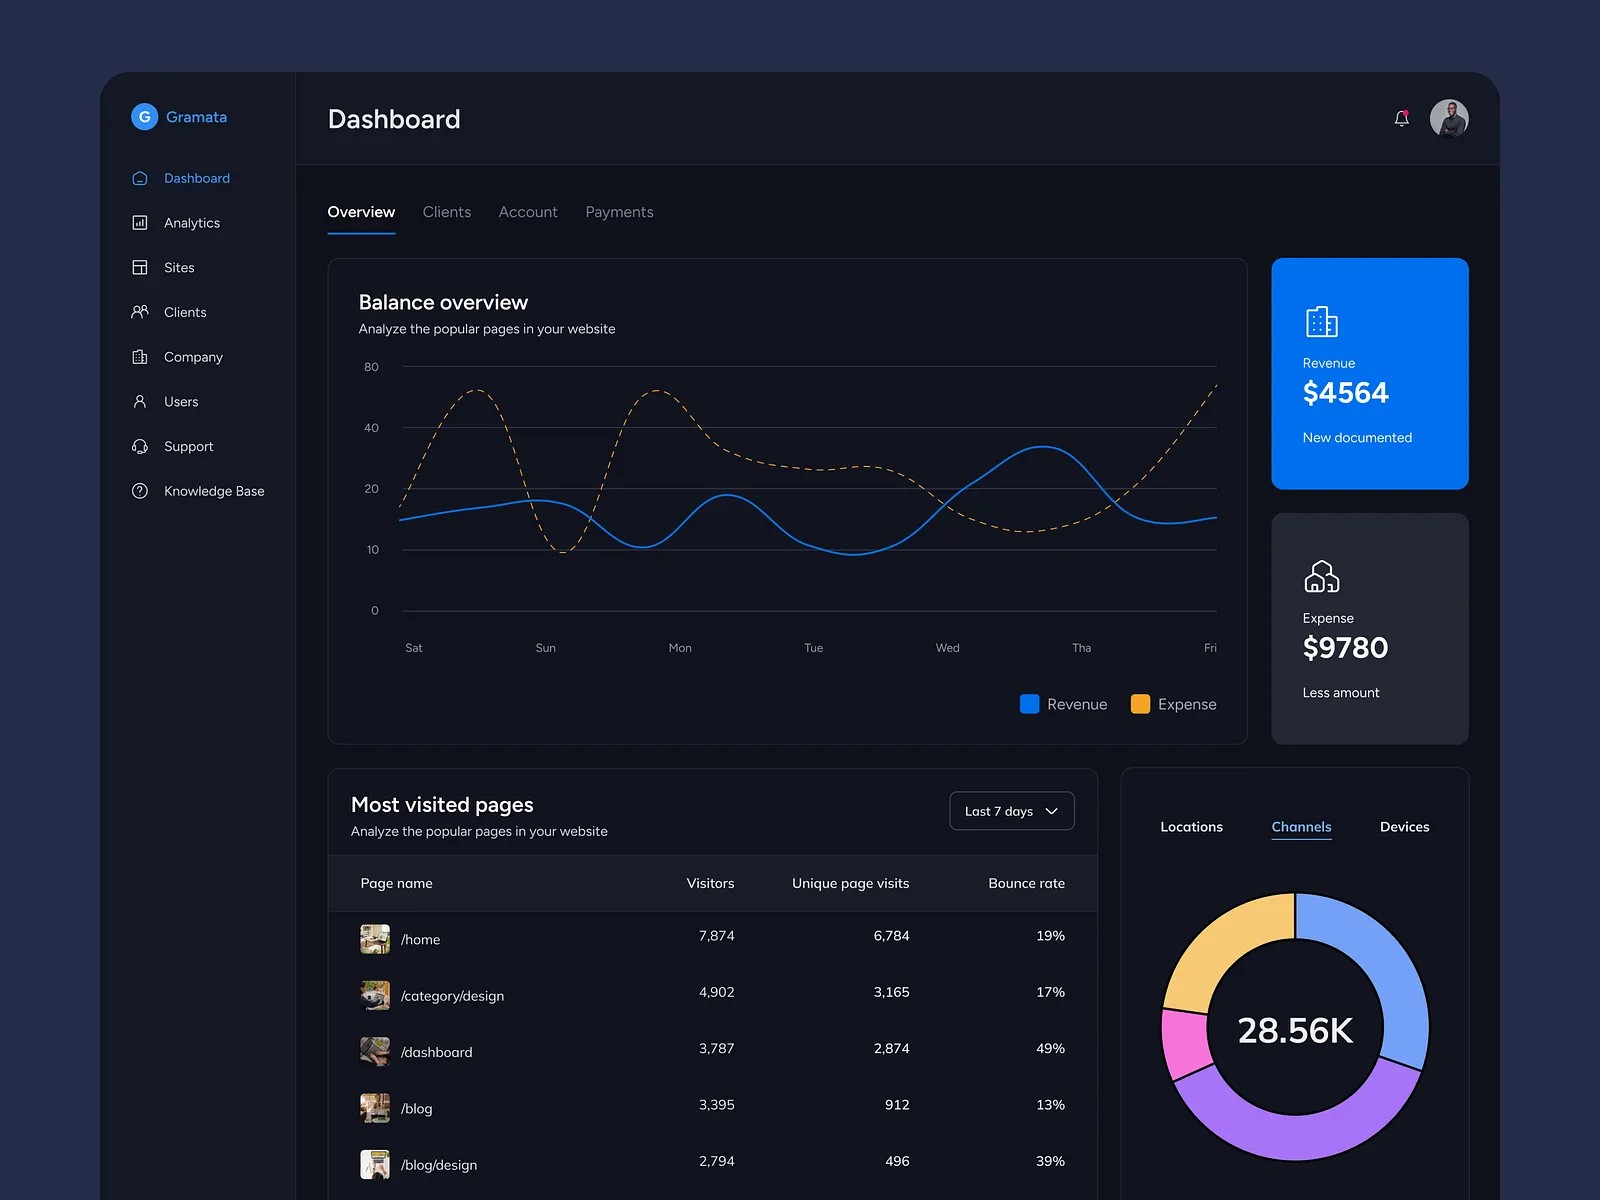 G Gramata
Dashboard
Analytics
Sites
Clients
Company
Users
Support
Knowledge Base
Dashboard
Overview Clients Account Payments
Balance overview
Analyze the popular pages in your website
80
40
20
10
0
Sat Sun Mon Tue Wed Tha Fri
Revenue Expense
Revenue
$4564
New documented
Expense
$9780
Less amount
Most visited pages
Analyze the popular pages in your website
Last 7 days
Page name Visitors Unique page visits Bounce rate
/home 7,874 6,784 19%
/category/design 4,902 3,165 17%
/dashboard 3,787 2,874 49%
/blog 3,395 912 13%
/blog/design 2,794 496 39%
Locations Channels Devices
28.56K